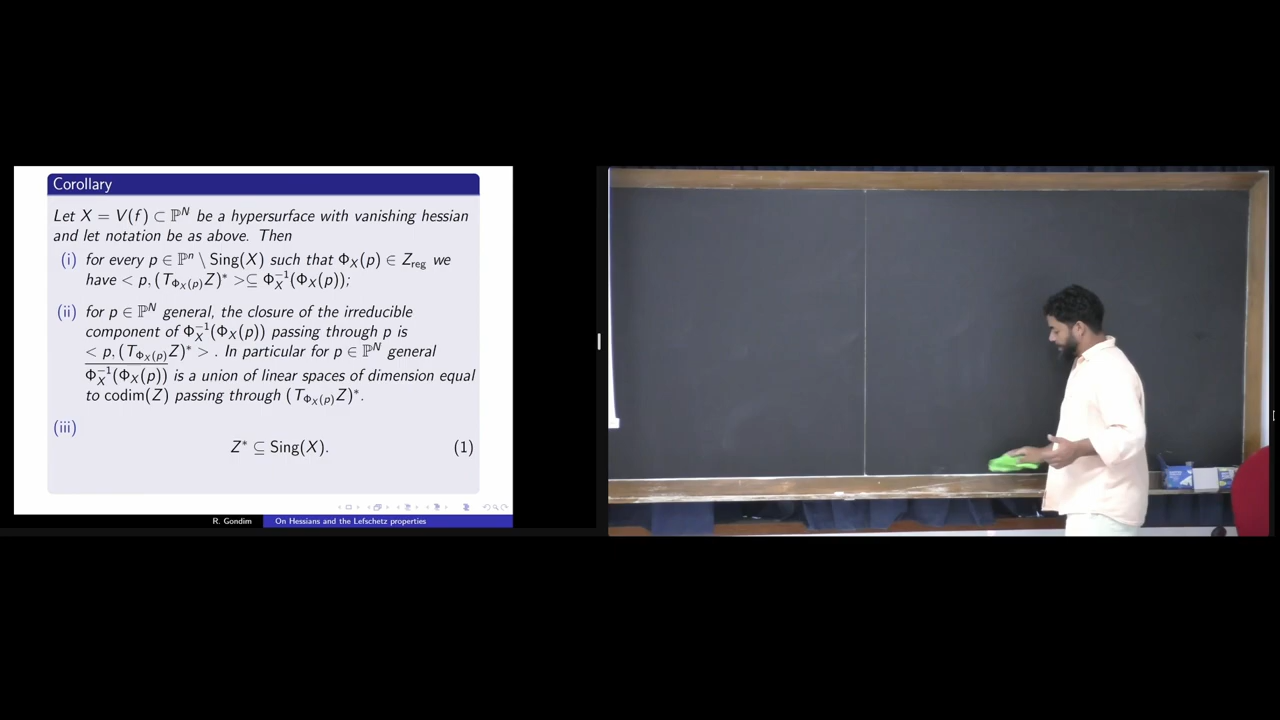 Corollary
Let X = V(f) ⊂ ℙ^N be a hypersurface with vanishing hessian
and let notation be as above. Then
(i) for every p ∈ ℙ^n \ Sing(X) such that Φ_X(p) ∈ Z_reg we
have < p, (T_{Φ_X(p)}Z)* >⊆ Φ_X^{-1}(Φ_X(p));
(ii) for p ∈ ℙ^N general, the closure of the irreducible
component of Φ_X^{-1}(Φ_X(p)) passing through p is
< p, (T_{Φ_X(p)}Z)* > . In particular for p ∈ ℙ^N general
\overline{Φ_X^{-1}(Φ_X(p))} is a union of linear spaces of dimension equal
to codim(Z) passing through (T_{Φ_X(p)}Z)*.
(iii)
Z* ⊆ Sing(X). (1)
R. Gondim On Hessians and the Lefschetz properties